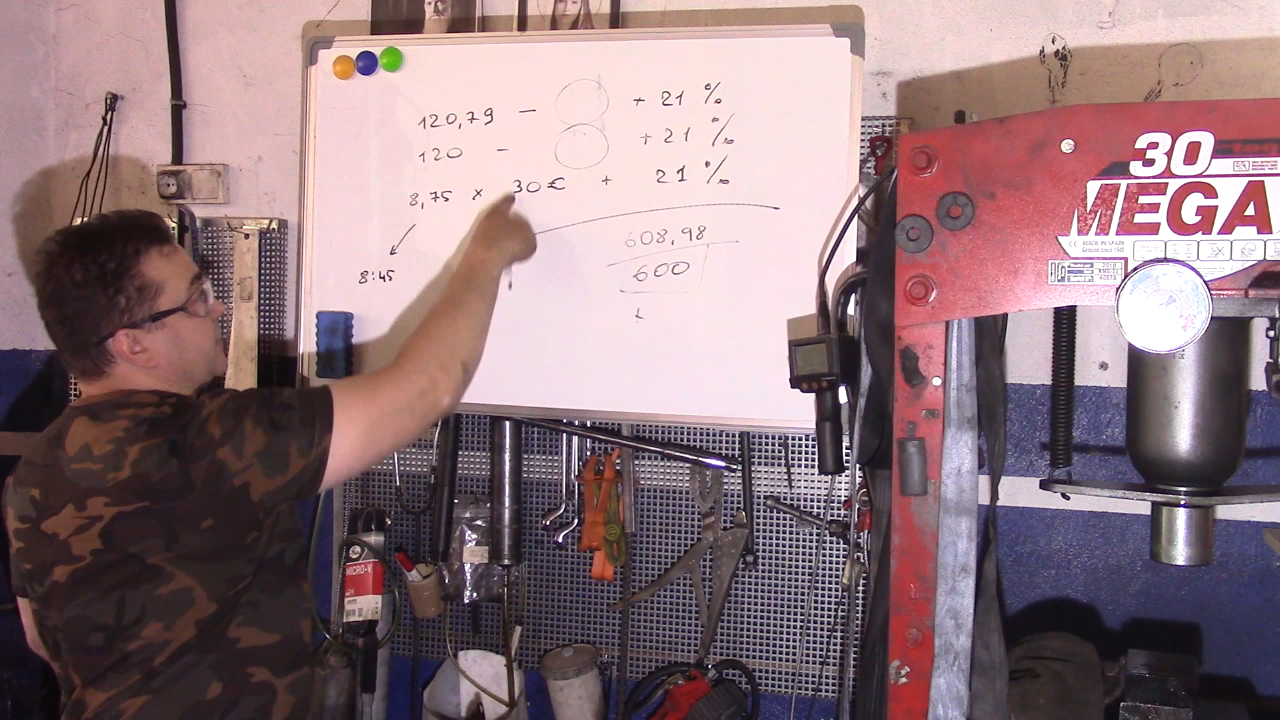 120,79 - + 21 %
120 - + 21 %
8,75 x 30€ + 21 %
608,98
8:45
600
30
MEGA
MADE IN SPAIN
MICRO-V